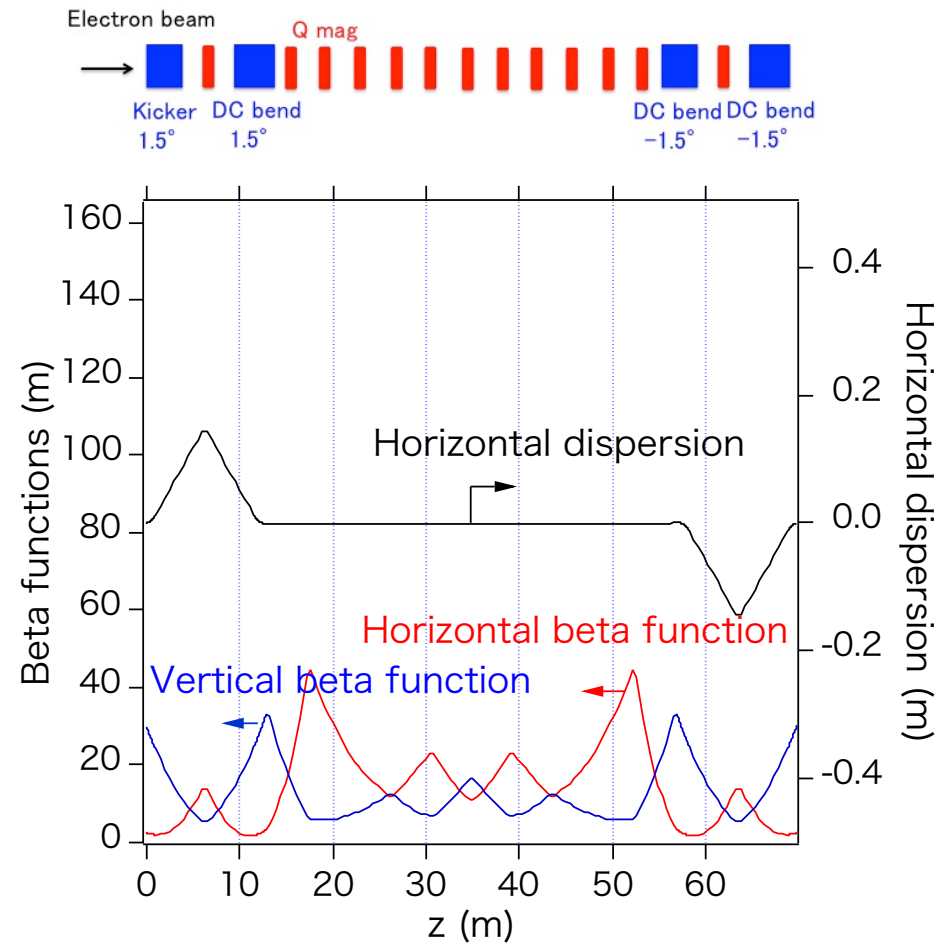 Electron beam
Q mag
Kicker DC bend DC bend DC bend
1.5° 1.5° −1.5° −1.5°
160
140
120
100
80
60
40
20
0
Beta functions (m)
0.4
0.2
0.0
-0.2
-0.4
Horizontal dispersion (m)
Horizontal dispersion
Horizontal beta function
Vertical beta function
0 10 20 30 40 50 60
z (m)